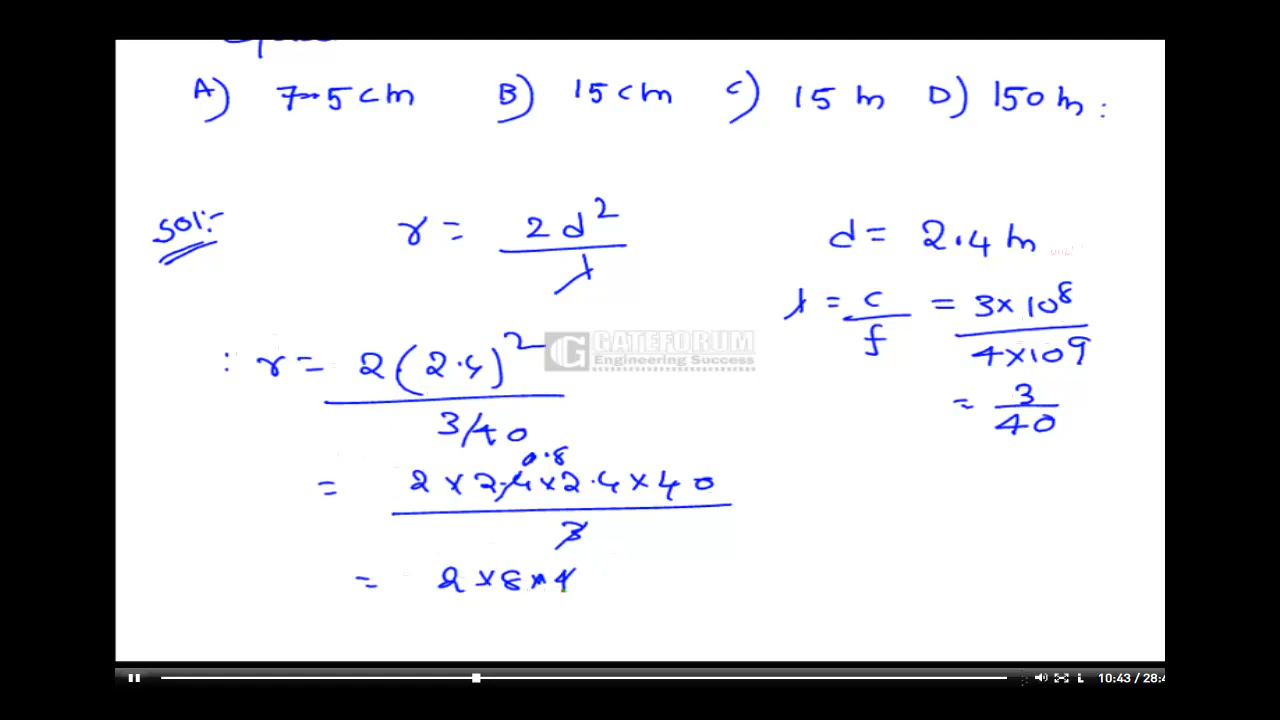 A) 7.5 cm B) 15 cm C) 15 m D) 150 m :
Sol:-
r = 2d² / λ
d = 2.4 m
λ = c / f = 3 × 10⁸ / 4 × 10⁹
= 3 / 40
GATEFORUM
Engineering Success
: r = 2(2.4)² / 3/40
0.8
= 2 × 2.4 × 2.4 × 40 / 3
= 2 × 8 × 4
10:43 / 28:4